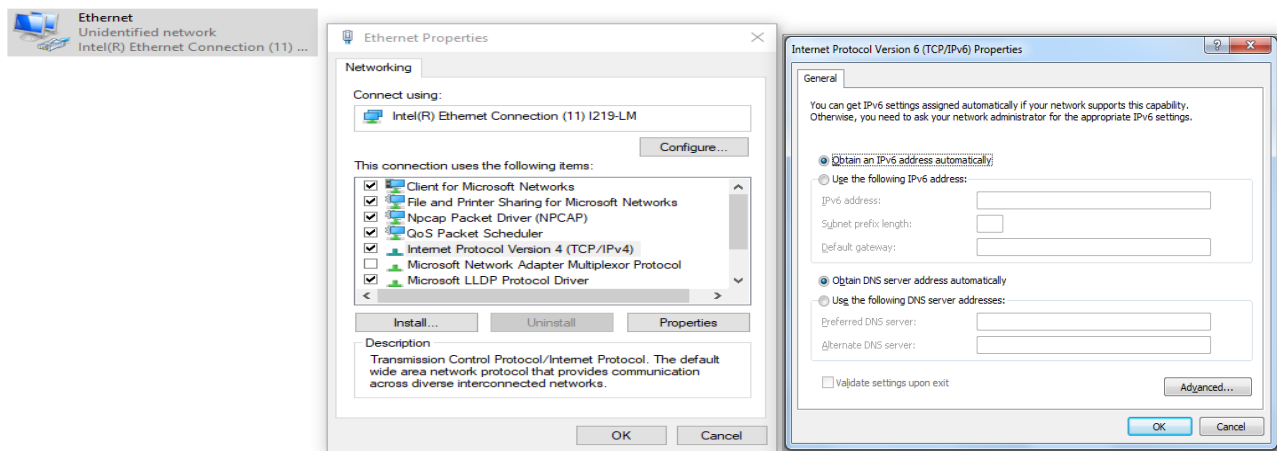 Ethernet
Unidentified network
Intel(R) Ethernet Connection (11) ...
Ethernet Properties
Networking
Connect using:
Intel(R) Ethernet Connection (11) I219-LM
Configure...
This connection uses the following items:
Client for Microsoft Networks
File and Printer Sharing for Microsoft Networks
Npcap Packet Driver (NPCAP)
QoS Packet Scheduler
Internet Protocol Version 4 (TCP/IPv4)
Microsoft Network Adapter Multiplexor Protocol
Microsoft LLDP Protocol Driver
Install...
Uninstall
Properties
Description
Transmission Control Protocol/Internet Protocol. The default
wide area network protocol that provides communication
across diverse interconnected networks.
OK
Cancel
Internet Protocol Version 6 (TCP/IPv6) Properties
General
You can get IPv6 settings assigned automatically if your network supports this capability.
Otherwise, you need to ask your network administrator for the appropriate IPv6 settings.
Obtain an IPv6 address automatically
Use the following IPv6 address:
IPv6 address:
Subnet prefix length:
Default gateway:
Obtain DNS server address automatically
Use the following DNS server addresses:
Preferred DNS server:
Alternate DNS server:
Validate settings upon exit
Advanced...
OK
Cancel